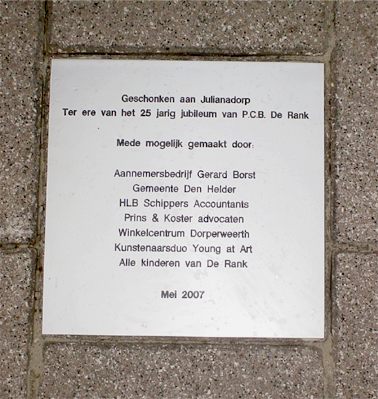 Geschonken aan Julianadorp
Ter ere van het 25 jarig jubileum van P.C.B. De Rank
Mede mogelijk gemaakt door:
Aannemersbedrijf Gerard Borst
Gemeente Den Helder
HLB Schippers Accountants
Prins & Koster advocaten
Winkelcentrum Dorperweerth
Kunstenaarsduo Young at Art
Alle kinderen van De Rank
Mei 2007